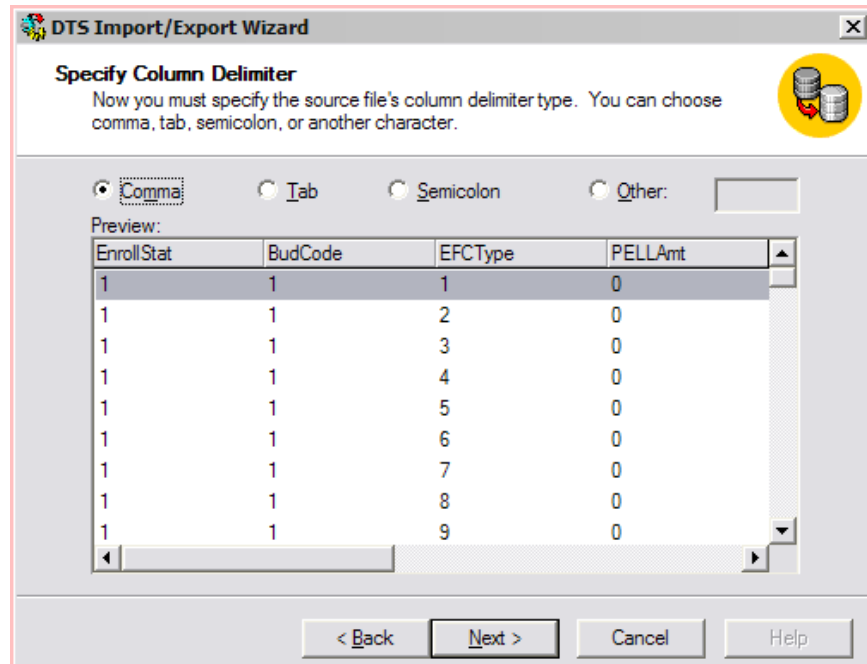 DTS Import/Export Wizard
Specify Column Delimiter
Now you must specify the source file's column delimiter type. You can choose
comma, tab, semicolon, or another character.
Comma Tab Semicolon Other:
Preview:
EnrollStat BudCode EFCType PELLAmt
1 1 1 0
1 1 2 0
1 1 3 0
1 1 4 0
1 1 5 0
1 1 6 0
1 1 7 0
1 1 8 0
1 1 9 0
< Back Next > Cancel Help